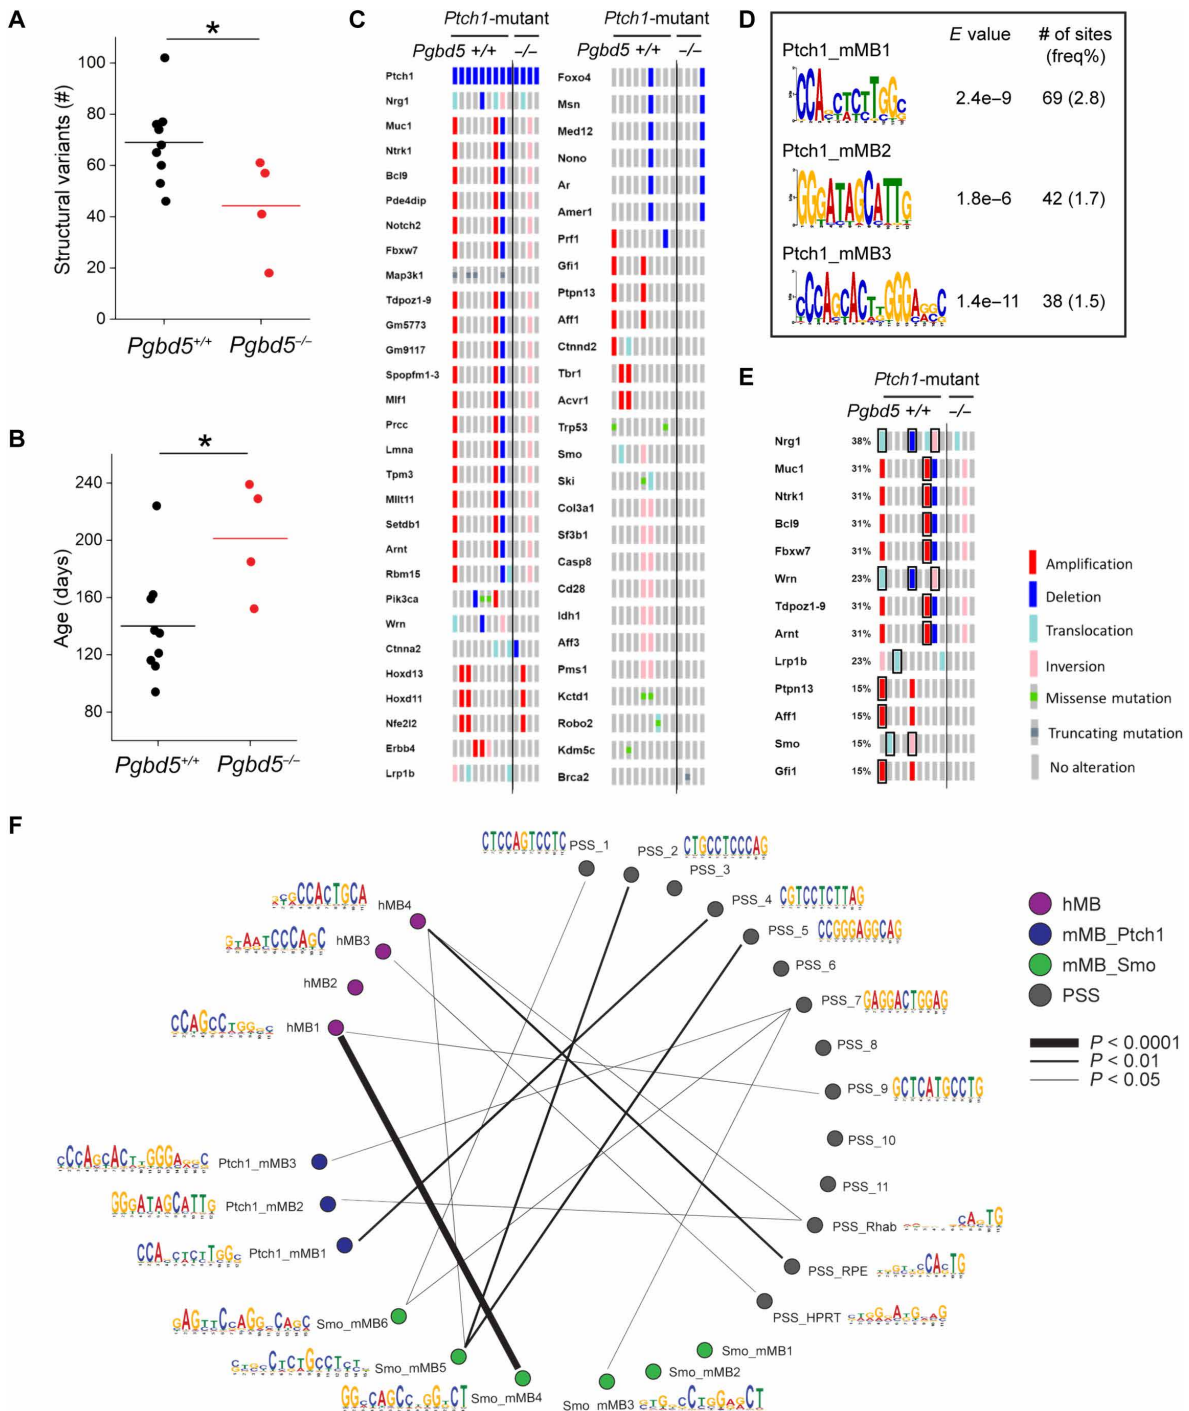 A
*
Structural variants (#)
100
80
60
40
20
0
Pgbd5+/+
Pgbd5−/−
B
*
Age (days)
240
200
160
120
80
Pgbd5+/+
Pgbd5−/−
C
Ptch1-mutant
Pgbd5 +/+ −/−
Ptch1
Nrg1
Muc1
Ntrk1
Bcl9
Pde4dip
Notch2
Fbxw7
Map3k1
Tdpoz1-9
Gm5773
Gm9117
Spopfm1-3
Mlf1
Prcc
Lmna
Tpm3
Mllt11
Setdb1
Arnt
Rbm15
Pik3ca
Wrn
Ctnna2
Hoxd13
Hoxd11
Nfe2l2
Erbb4
Lrp1b
Ptch1-mutant
Pgbd5 +/+ −/−
Foxo4
Msn
Med12
Nono
Ar
Amer1
Prf1
Gfi1
Ptpn13
Aff1
Ctnnd2
Tbr1
Acvr1
Trp53
Smo
Ski
Col3a1
Sf3b1
Casp8
Cd28
Idh1
Aff3
Pms1
Kctd1
Robo2
Kdm5c
Brca2
D
E value
# of sites
(freq%)
Ptch1_mMB1
2.4e–9
69 (2.8)
Ptch1_mMB2
GGGATAGCATTG
1.8e–6
42 (1.7)
Ptch1_mMB3
1.4e–11
38 (1.5)
E
Ptch1-mutant
Pgbd5 +/+ −/−
Nrg1 38%
Muc1 31%
Ntrk1 31%
Bcl9 31%
Fbxw7 31%
Wrn 23%
Tdpoz1-9 31%
Arnt 31%
Lrp1b 23%
Ptpn13 15%
Aff1 15%
Smo 15%
Gfi1 15%
Amplification
Deletion
Translocation
Inversion
Missense mutation
Truncating mutation
No alteration
F
CTCCAGTCCTC PSS_1
PSS_2 CTGCCTCCCAG
PSS_3
PSS_4 CGTCCTCTTAG
PSS_5 CCGGGAGGCAG
PSS_6
PSS_7 GAGGACTGGAG
PSS_8
PSS_9 GCTCATGCCTG
PSS_10
PSS_11
PSS_Rhab
PSS_RPE
PSS_HPRT
Smo_mMB1
Smo_mMB2
Smo_mMB3
Smo_mMB4
Smo_mMB5
Smo_mMB6
Ptch1_mMB1
GGGATAGCATTG Ptch1_mMB2
Ptch1_mMB3
hMB1
hMB2
hMB3
hMB4
hMB
mMB_Ptch1
mMB_Smo
PSS
P < 0.0001
P < 0.01
P < 0.05